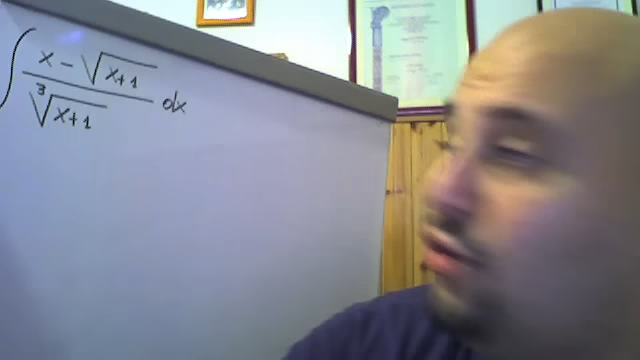 ∫ x − √(x+1) / ∛(x+1) dx